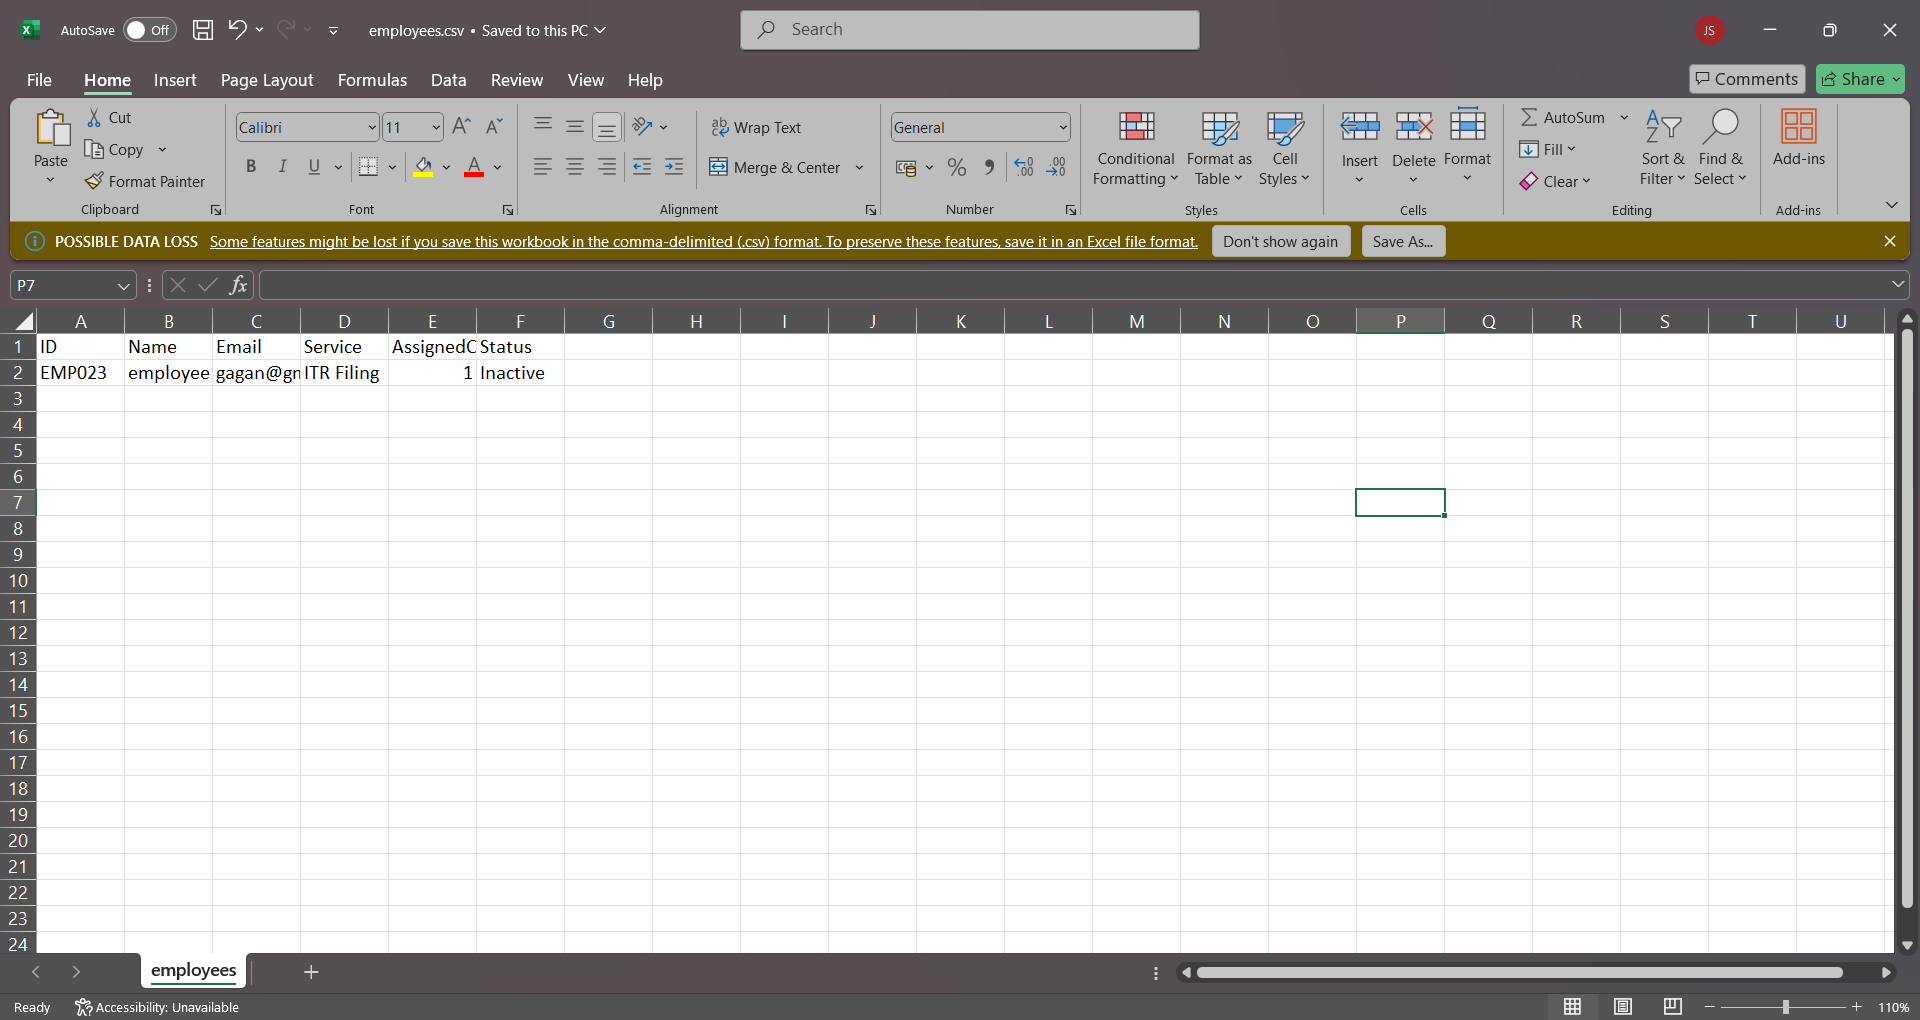 AutoSave Off employees.csv • Saved to this PC Search JS
File Home Insert Page Layout Formulas Data Review View Help Comments Share
Paste Cut Copy Format Painter Clipboard
Calibri 11 A A B I U A Font
ab Wrap Text Merge & Center Alignment
General % Number
Conditional Formatting Format as Table Cell Styles Styles
Insert Delete Format Cells
AutoSum Fill Clear Sort & Filter Find & Select Editing
Add-ins Add-ins
POSSIBLE DATA LOSS Some features might be lost if you save this workbook in the comma-delimited (.csv) format. To preserve these features, save it in an Excel file format. Don't show again Save As...
P7 fx
A B C D E F G H I J K L M N O P Q R S T U
1 ID Name Email Service AssignedC Status
2 EMP023 employee gagan@gm ITR Filing 1 Inactive
3
4
5
6
7
8
9
10
11
12
13
14
15
16
17
18
19
20
21
22
23
24
employees
Ready Accessibility: Unavailable 110%